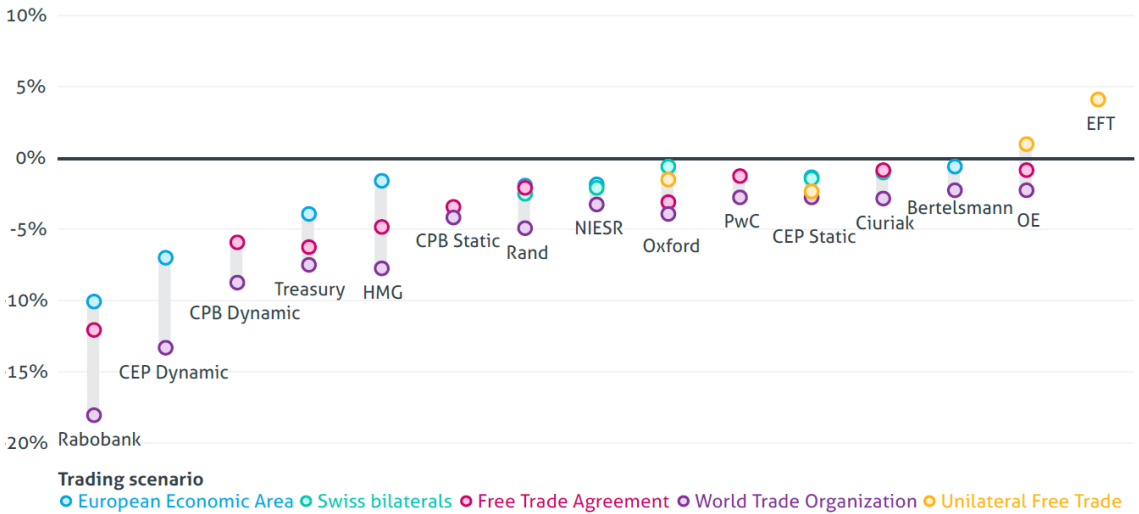 10%
5%
0%
-5%
-10%
-15%
-20%
EFT
Bertelsmann
OE
CPB Static
Rand
NIESR
Oxford
PwC
CEP Static
Ciuriak
Treasury
HMG
CPB Dynamic
CEP Dynamic
Rabobank
Trading scenario
European Economic Area Swiss bilaterals Free Trade Agreement World Trade Organization Unilateral Free Trade